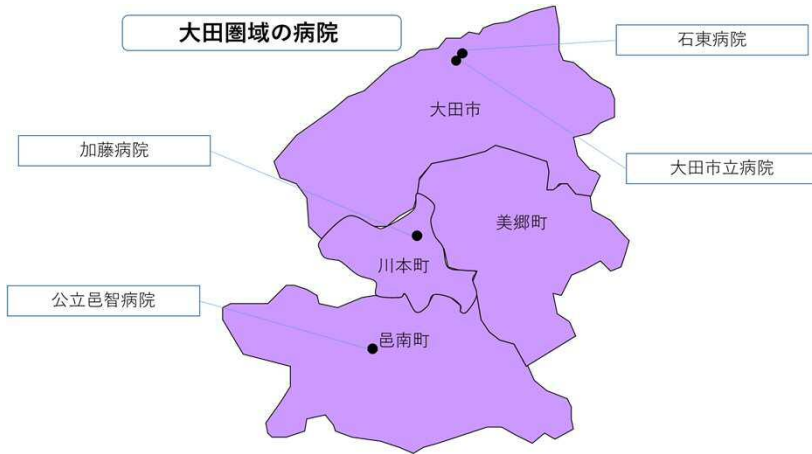 大田圏域の病院
石東病院
大田市
加藤病院
大田市立病院
美郷町
川本町
公立邑智病院
邑南町